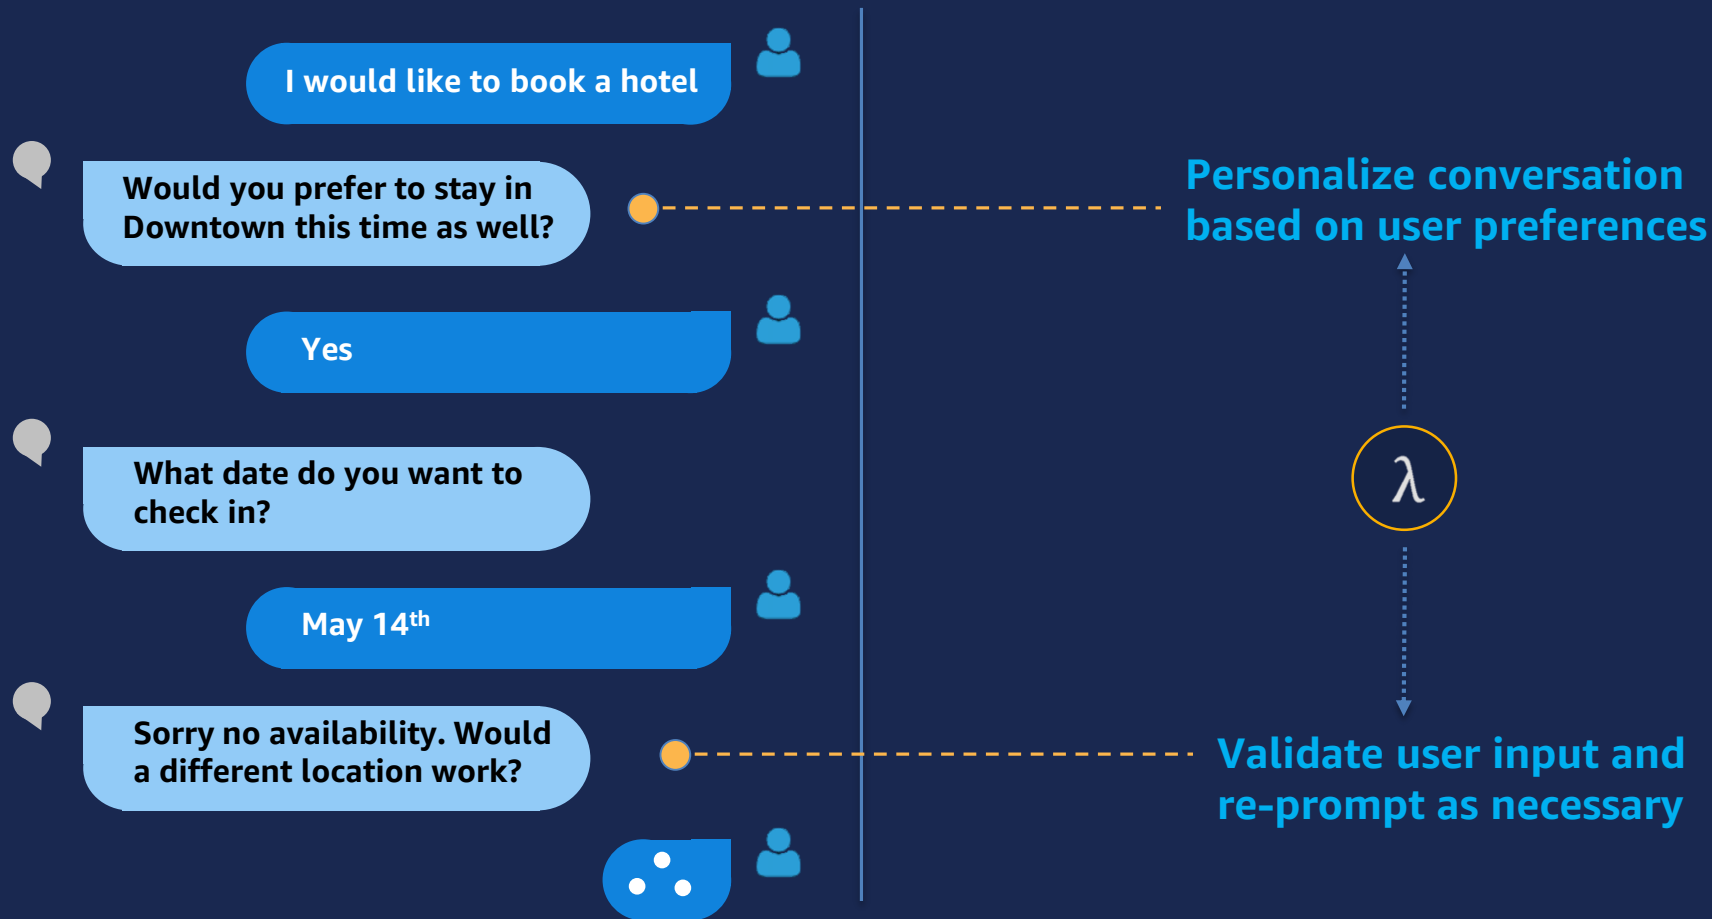 I would like to book a hotel
Would you prefer to stay in
Downtown this time as well?
Yes
What date do you want to
check in?
May 14th
Sorry no availability. Would
a different location work?
Personalize conversation
based on user preferences
λ
Validate user input and
re-prompt as necessary